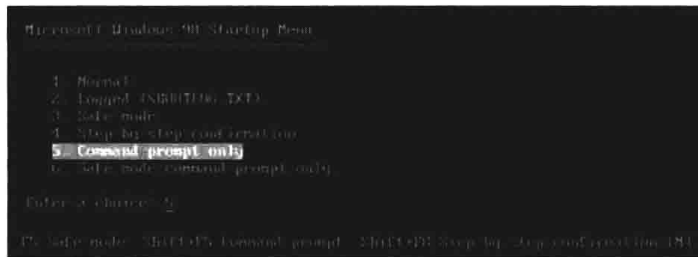 Microsoft Windows 98 Startup Menu
1. Normal
2. Logged (\BOOTLOG.TXT)
3. Safe mode
4. Step-by-step confirmation
5. Command prompt only
6. Safe mode command prompt only
Enter a choice: 5
F5=Safe mode Shift+F5=Command prompt Shift+F8=Step-by-step confirmation [N]